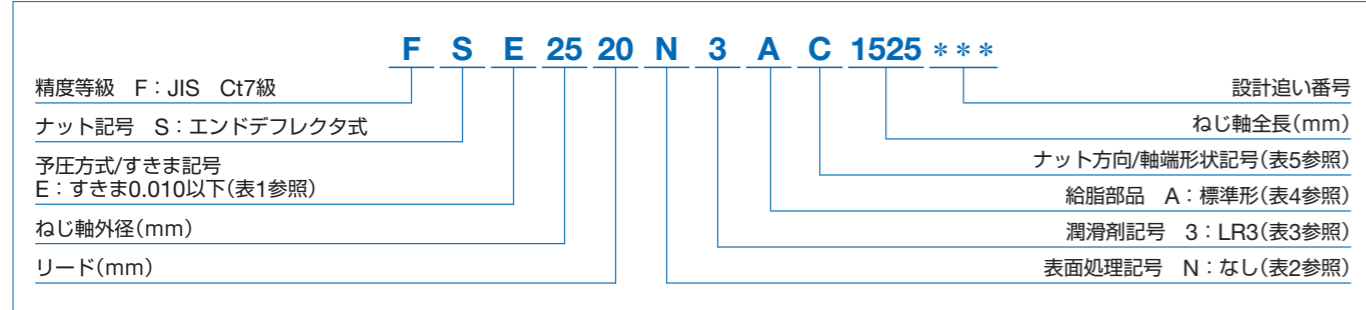 F S E 25 20 N 3 A C 1525 ***
精度等級 F:JIS Ct7級
ナット記号 S:エンドデフレクタ式
予圧方式/すきま記号
E:すきま0.010以下(表1参照)
ねじ軸外径(mm)
リード(mm)
設計追い番号
ねじ軸全長(mm)
ナット方向/軸端形状記号(表5参照)
給脂部品 A:標準形(表4参照)
潤滑剤記号 3:LR3(表3参照)
表面処理記号 N:なし(表2参照)